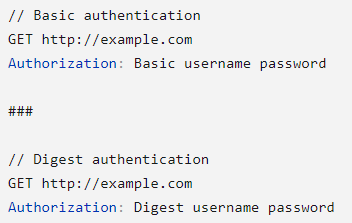 // Basic authentication
GET http://example.com
Authorization: Basic username password
###
// Digest authentication
GET http://example.com
Authorization: Digest username password